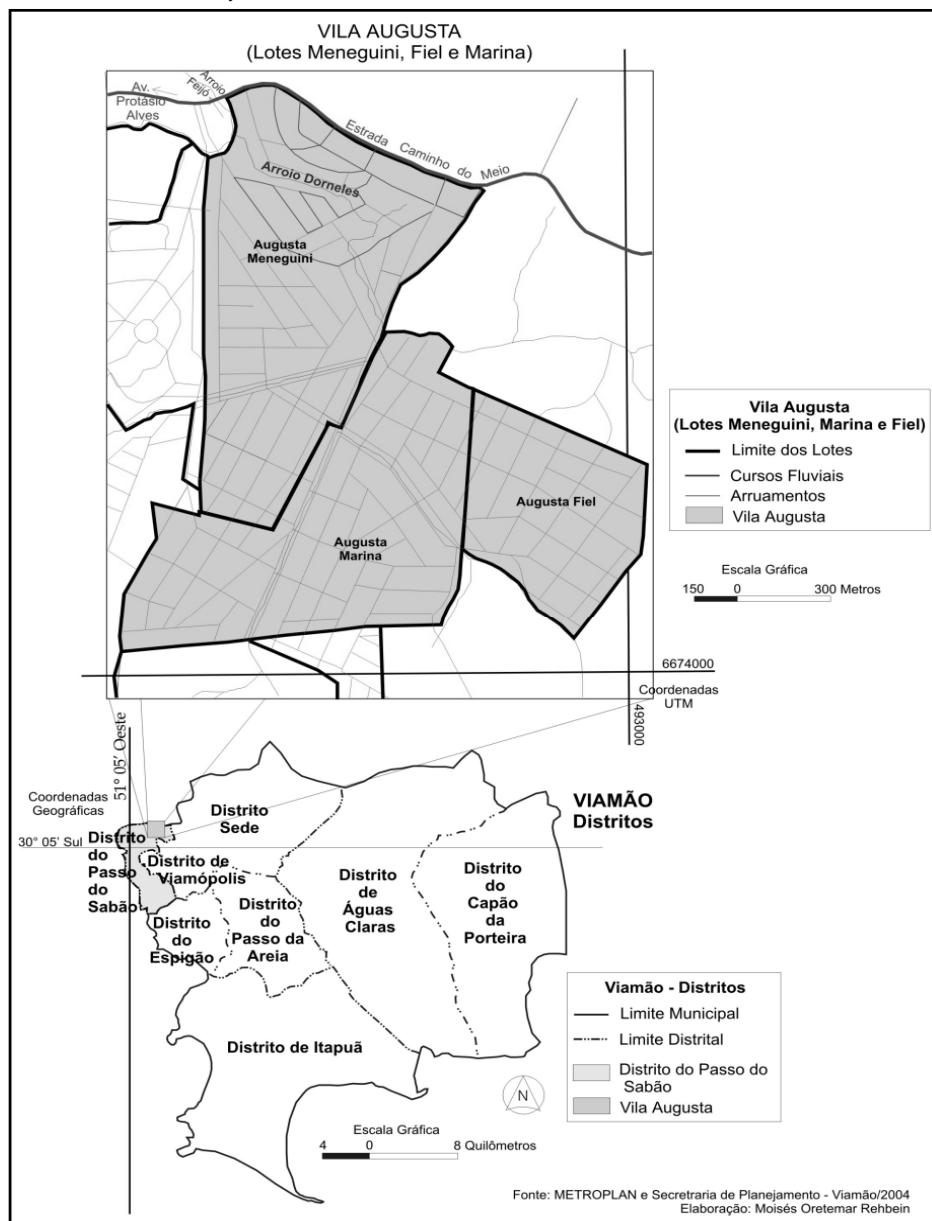 VILA AUGUSTA
(Lotes Meneguini, Fiel e Marina)
Av.
Protásio
Alves
Arroio
Feijó
Estrada Caminho do Meio
Arroio Dorneles
Augusta
Meneguini
Augusta Fiel
Augusta
Marina
Vila Augusta
(Lotes Meneguini, Marina e Fiel)
Limite dos Lotes
Cursos Fluviais
Arruamentos
Vila Augusta
Escala Gráfica
150 0 300 Metros
6674000
Coordenadas
UTM
493000
51° 05' Oeste
Coordenadas
Geográficas
30° 05' Sul
VIAMÃO
Distritos
Distrito
Sede
Distrito
do
Passo
do
Sabão
Distrito de
Viamópolis
Distrito
do
Espigão
Distrito
do
Passo da
Areia
Distrito
de
Águas
Claras
Distrito
do
Capão
da
Porteira
Distrito de Itapuã
Viamão - Distritos
Limite Municipal
Limite Distrital
Distrito do Passo do
Sabão
Vila Augusta
N
Escala Gráfica
4 0 8 Quilômetros
Fonte: METROPLAN e Secretraria de Planejamento - Viamão/2004
Elaboração: Moisés Oretemar Rehbein